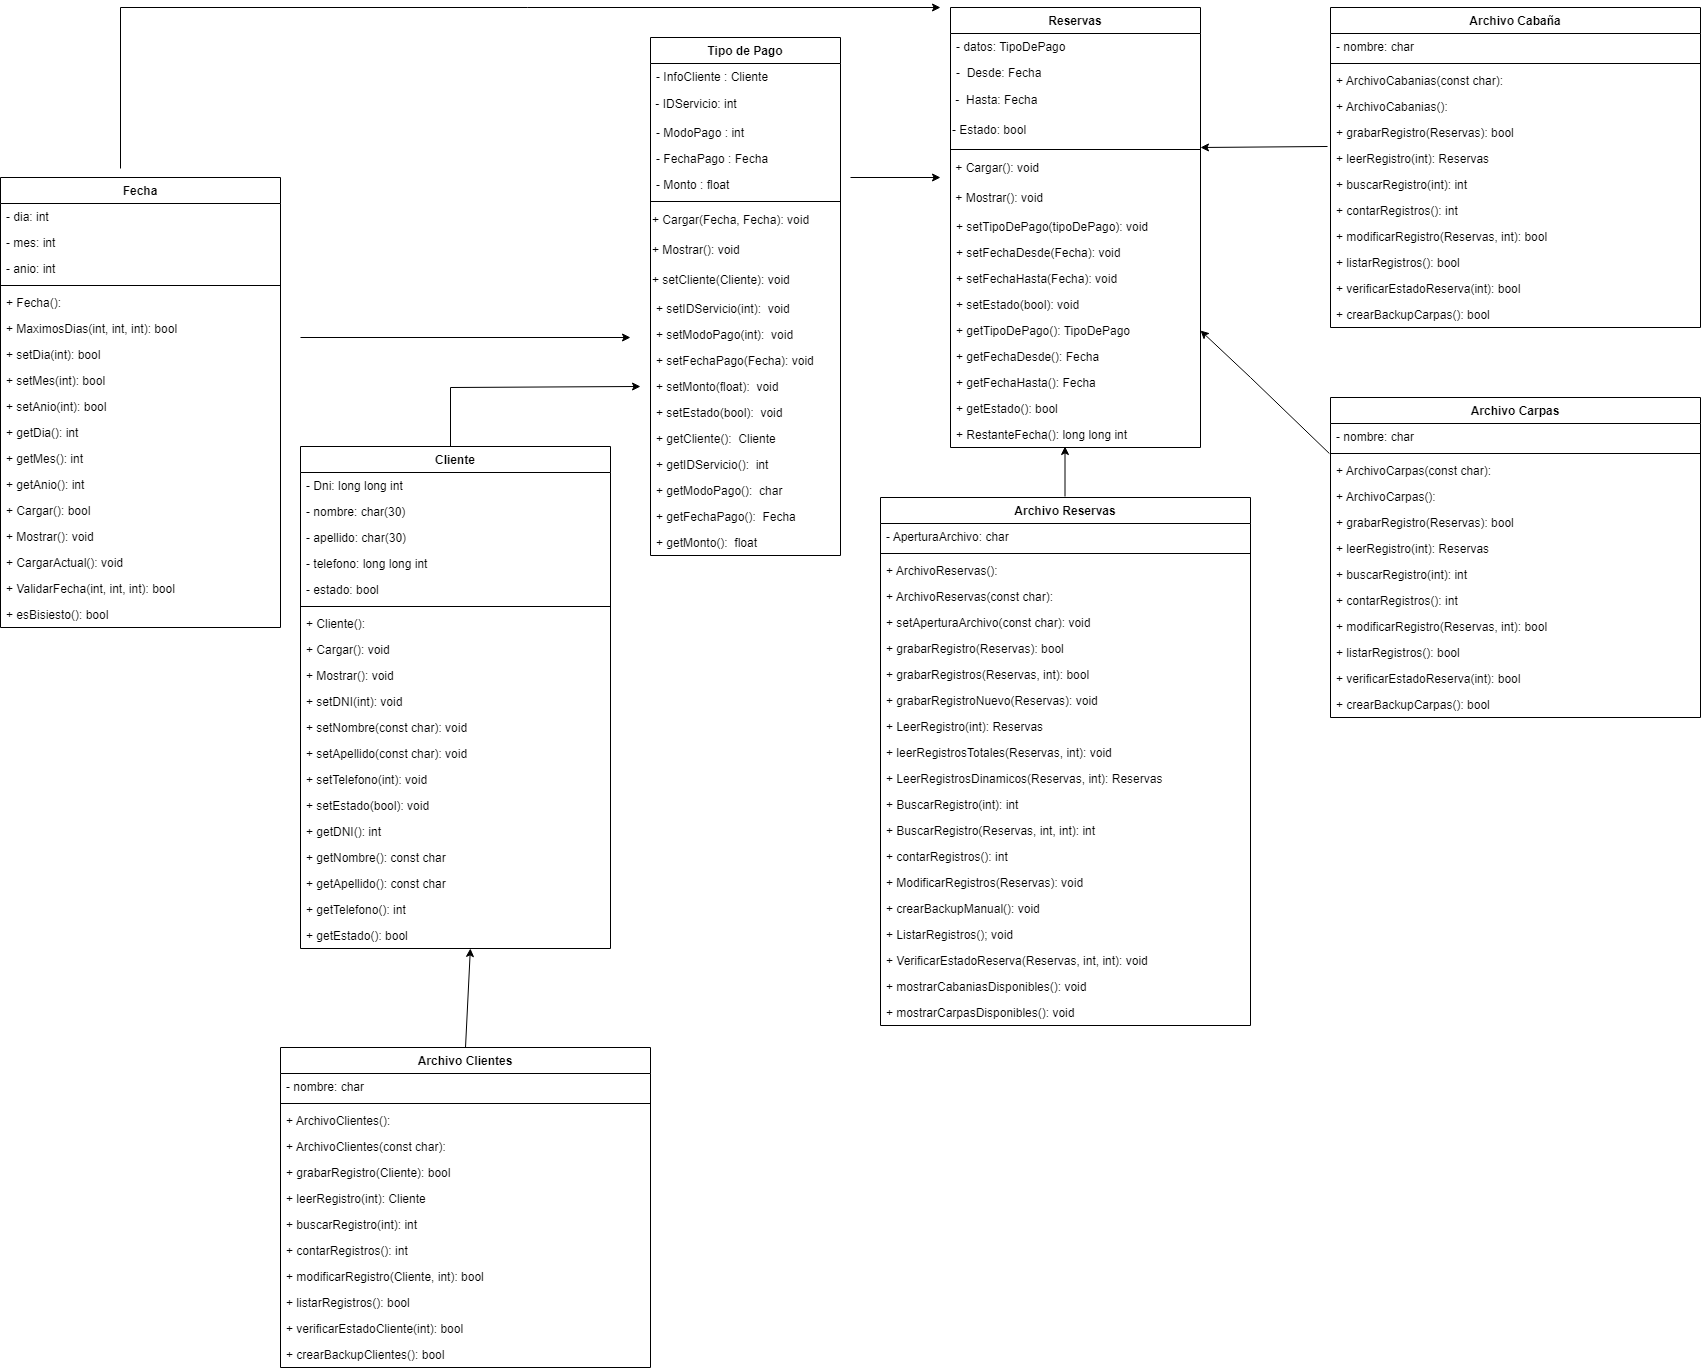 Fecha
- dia: int
- mes: int
- anio: int
+ Fecha():
+ MaximosDias(int, int, int): bool
+ setDia(int): bool
+ setMes(int): bool
+ setAnio(int): bool
+ getDia(): int
+ getMes(): int
+ getAnio(): int
+ Cargar(): bool
+ Mostrar(): void
+ CargarActual(): void
+ ValidarFecha(int, int, int): bool
+ esBisiesto(): bool
Cliente
- Dni: long long int
- nombre: char(30)
- apellido: char(30)
- telefono: long long int
- estado: bool
+ Cliente():
+ Cargar(): void
+ Mostrar(): void
+ setDNI(int): void
+ setNombre(const char): void
+ setApellido(const char): void
+ setTelefono(int): void
+ setEstado(bool): void
+ getDNI(): int
+ getNombre(): const char
+ getApellido(): const char
+ getTelefono(): int
+ getEstado(): bool
Archivo Clientes
- nombre: char
+ ArchivoClientes():
+ ArchivoClientes(const char):
+ grabarRegistro(Cliente): bool
+ leerRegistro(int): Cliente
+ buscarRegistro(int): int
+ contarRegistros(): int
+ modificarRegistro(Cliente, int): bool
+ listarRegistros(): bool
+ verificarEstadoCliente(int): bool
+ crearBackupClientes(): bool
Tipo de Pago
- InfoCliente : Cliente
- IDServicio: int
- ModoPago : int
- FechaPago : Fecha
- Monto : float
+ Cargar(Fecha, Fecha): void
+ Mostrar(): void
+ setCliente(Cliente): void
+ setIDServicio(int): void
+ setModoPago(int): void
+ setFechaPago(Fecha): void
+ setMonto(float): void
+ setEstado(bool): void
+ getCliente(): Cliente
+ getIDServicio(): int
+ getModoPago(): char
+ getFechaPago(): Fecha
+ getMonto(): float
Reservas
- datos: TipoDePago
- Desde: Fecha
- Hasta: Fecha
- Estado: bool
+ Cargar(): void
+ Mostrar(): void
+ setTipoDePago(tipoDePago): void
+ setFechaDesde(Fecha): void
+ setFechaHasta(Fecha): void
+ setEstado(bool): void
+ getTipoDePago(): TipoDePago
+ getFechaDesde(): Fecha
+ getFechaHasta(): Fecha
+ getEstado(): bool
+ RestanteFecha(): long long int
Archivo Reservas
- AperturaArchivo: char
+ ArchivoReservas():
+ ArchivoReservas(const char):
+ setAperturaArchivo(const char): void
+ grabarRegistro(Reservas): bool
+ grabarRegistros(Reservas, int): bool
+ grabarRegistroNuevo(Reservas): void
+ LeerRegistro(int): Reservas
+ leerRegistrosTotales(Reservas, int): void
+ LeerRegistrosDinamicos(Reservas, int): Reservas
+ BuscarRegistro(int): int
+ BuscarRegistro(Reservas, int, int): int
+ contarRegistros(): int
+ ModificarRegistros(Reservas): void
+ crearBackupManual(): void
+ ListarRegistros(); void
+ VerificarEstadoReserva(Reservas, int, int): void
+ mostrarCabaniasDisponibles(): void
+ mostrarCarpasDisponibles(): void
Archivo Cabaña
- nombre: char
+ ArchivoCabanias(const char):
+ ArchivoCabanias():
+ grabarRegistro(Reservas): bool
+ leerRegistro(int): Reservas
+ buscarRegistro(int): int
+ contarRegistros(): int
+ modificarRegistro(Reservas, int): bool
+ listarRegistros(): bool
+ verificarEstadoReserva(int): bool
+ crearBackupCarpas(): bool
Archivo Carpas
- nombre: char
+ ArchivoCarpas(const char):
+ ArchivoCarpas():
+ grabarRegistro(Reservas): bool
+ leerRegistro(int): Reservas
+ buscarRegistro(int): int
+ contarRegistros(): int
+ modificarRegistro(Reservas, int): bool
+ listarRegistros(): bool
+ verificarEstadoReserva(int): bool
+ crearBackupCarpas(): bool